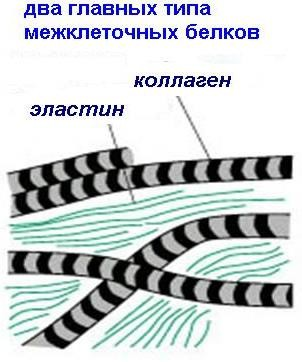 два главных типа
межклеточных белков
коллаген
эластин